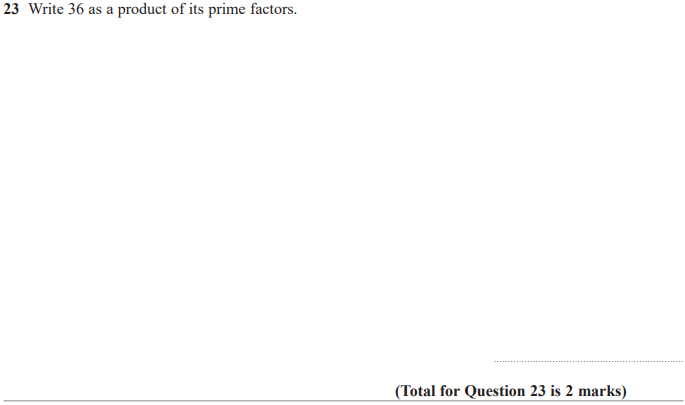 23 Write 36 as a product of its prime factors.
(Total for Question 23 is 2 marks)